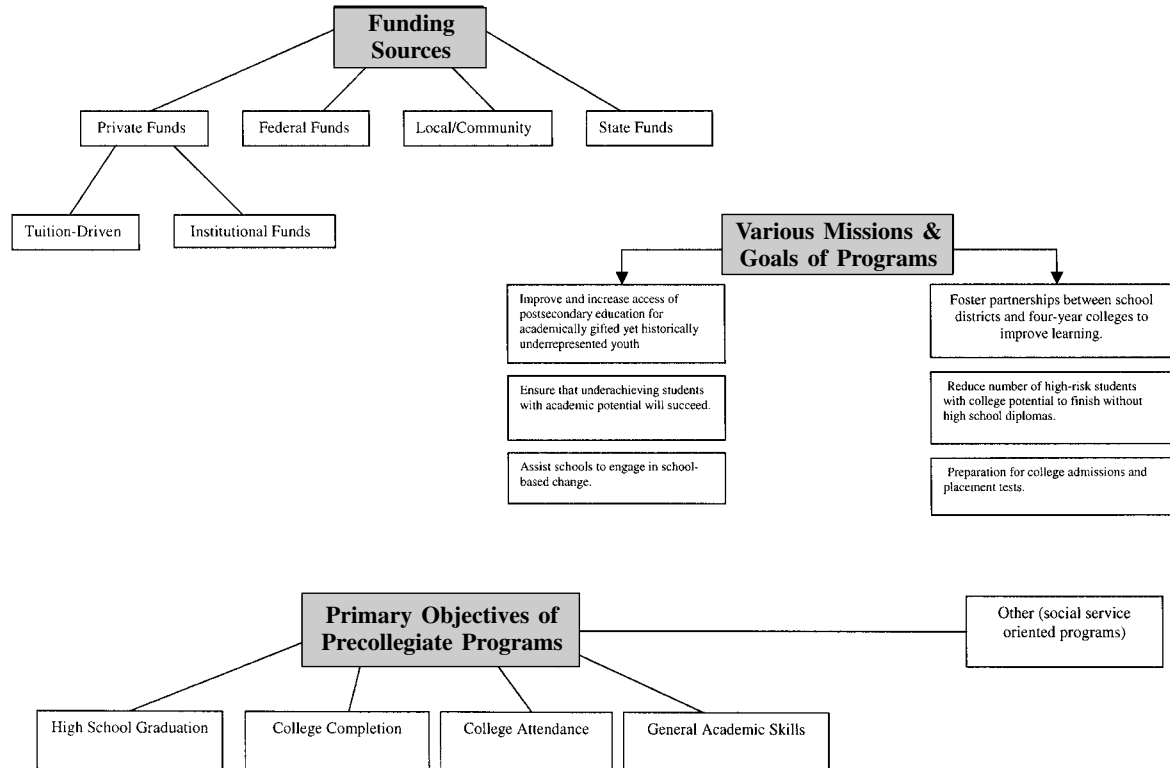 Funding
Sources
Private Funds
Federal Funds
Local/Community
State Funds
Tuition-Driven
Institutional Funds
Various Missions &
Goals of Programs
Improve and increase access of
postsecondary education for
academically gifted yet historically
underrepresented youth
Ensure that underachieving students
with academic potential will succeed.
Assist schools to engage in school-
based change.
Foster partnerships between school
districts and four-year colleges to
improve learning.
Reduce number of high-risk students
with college potential to finish without
high school diplomas.
Preparation for college admissions and
placement tests.
Primary Objectives of
Precollegiate Programs
Other (social service
oriented programs)
High School Graduation
College Completion
College Attendance
General Academic Skills